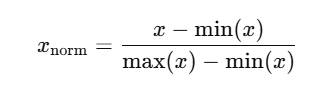 x_norm = (x − min(x)) / (max(x) − min(x))